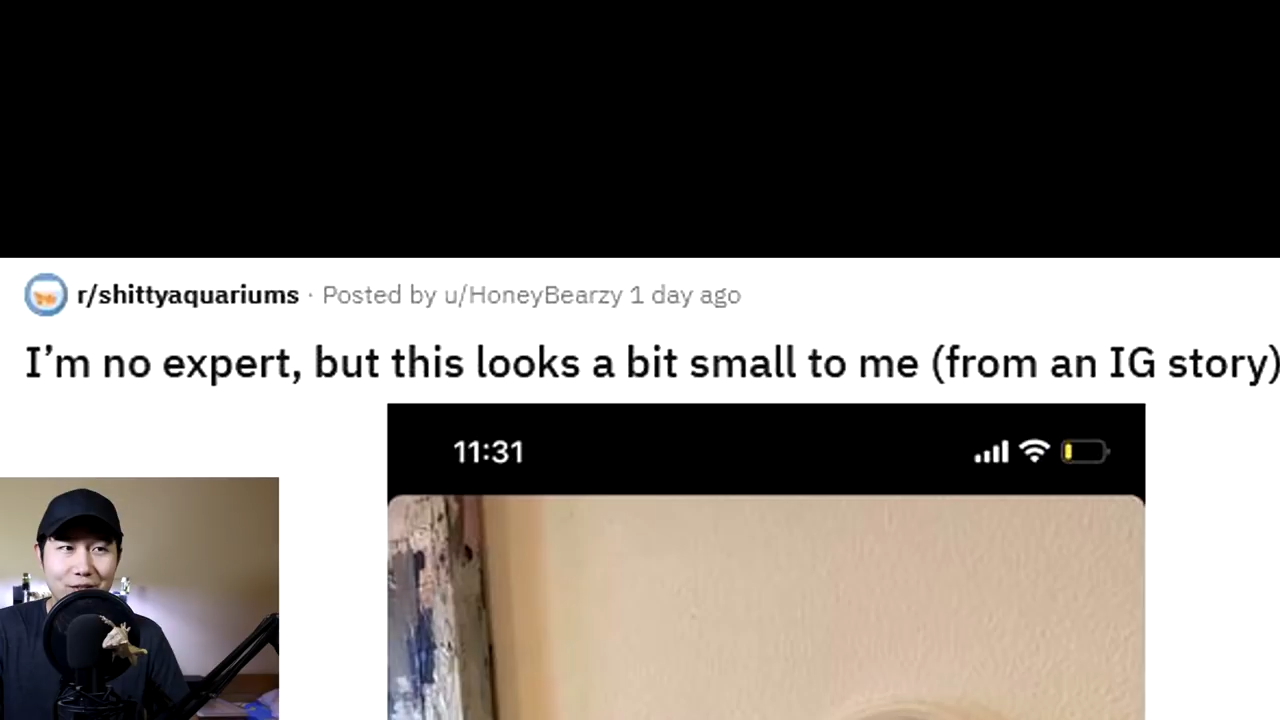 r/shittyaquariums · Posted by u/HoneyBearzy 1 day ago
I’m no expert, but this looks a bit small to me (from an IG story)
11:31